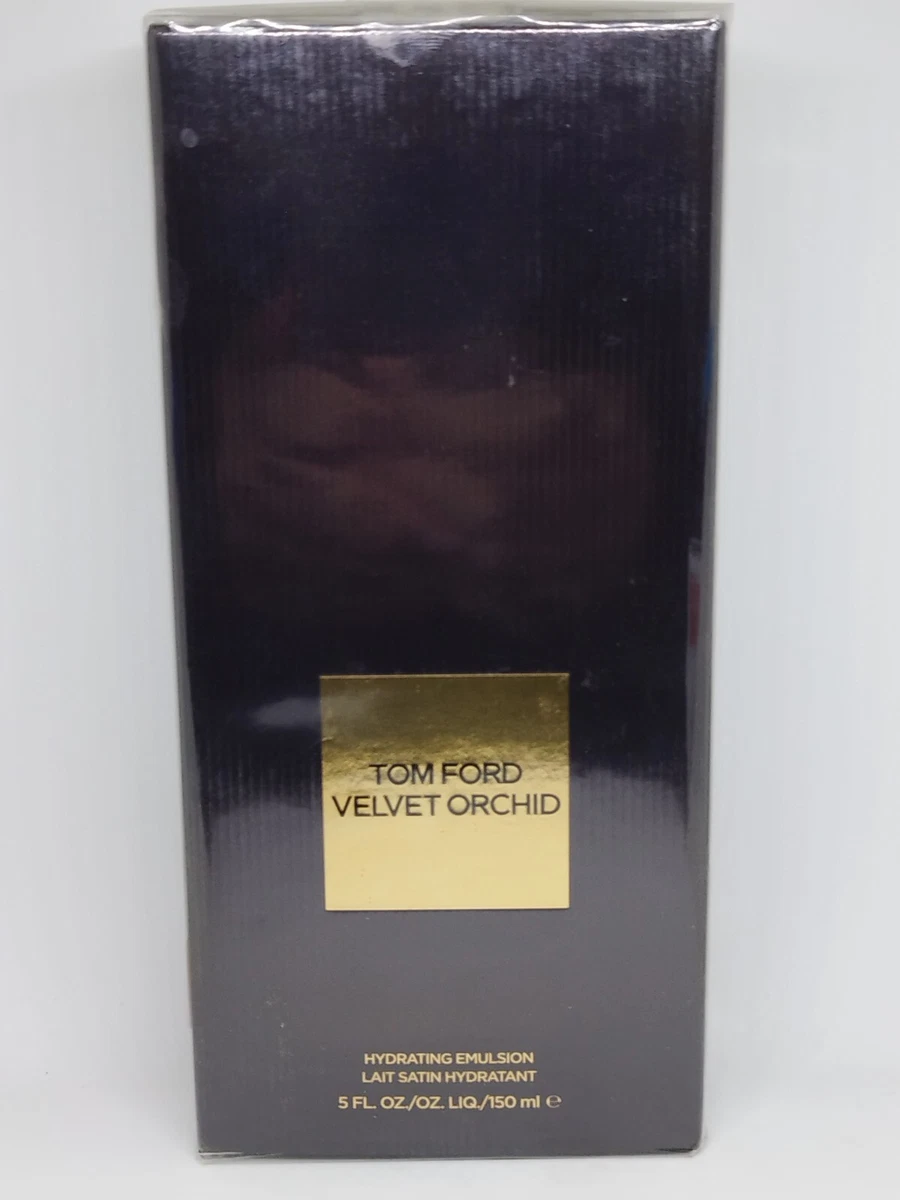 TOM FORD
VELVET ORCHID
HYDRATING EMULSION
LAIT SATIN HYDRATANT
5 FL. OZ./OZ. LIQ./150 ml ℮